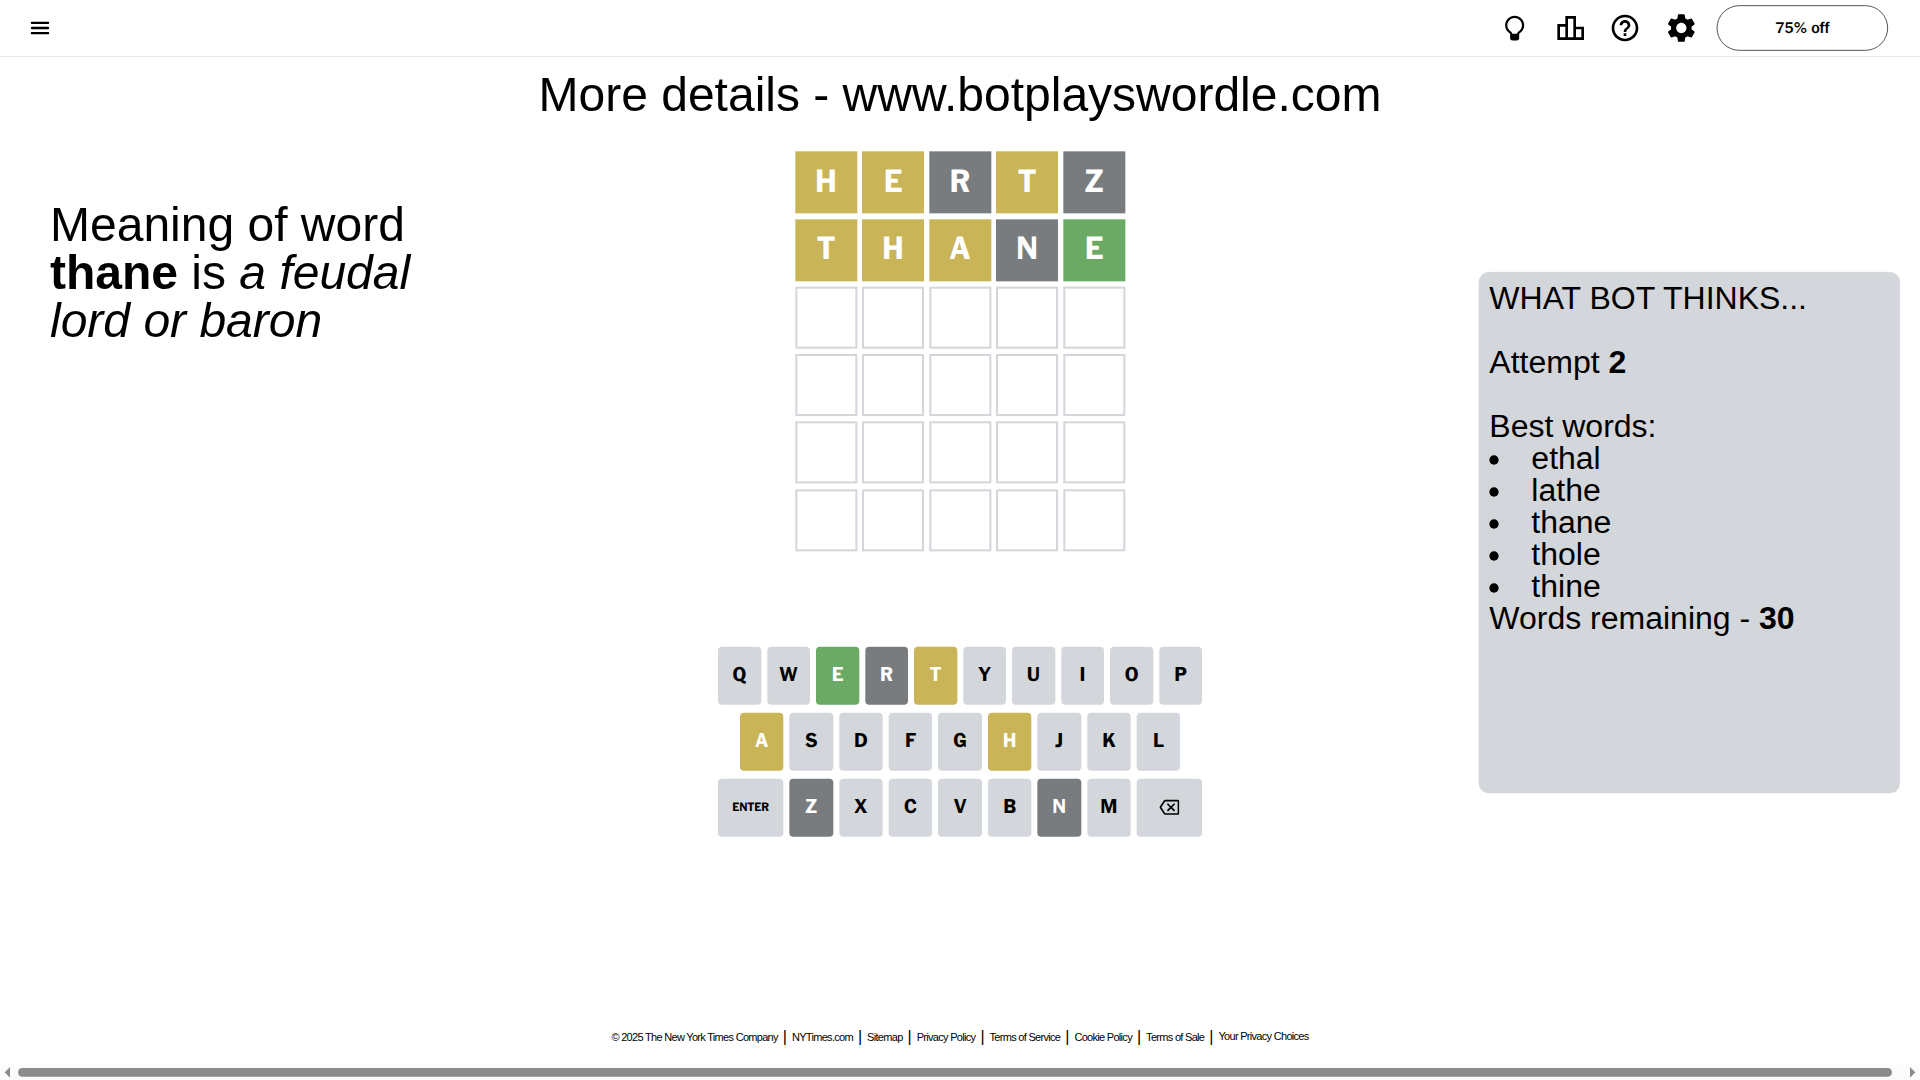 75% off
More details - www.botplayswordle.com
Meaning of word
thane is a feudal
lord or baron
H E R T Z
T H A N E
WHAT BOT THINKS...
Attempt 2
Best words:
• ethal
• lathe
• thane
• thole
• thine
Words remaining - 30
Q W E R T Y U I O P
A S D F G H J K L
ENTER Z X C V B N M
© 2025 The New York Times Company | NYTimes.com | Sitemap | Privacy Policy | Terms of Service | Cookie Policy | Terms of Sale | Your Privacy Choices